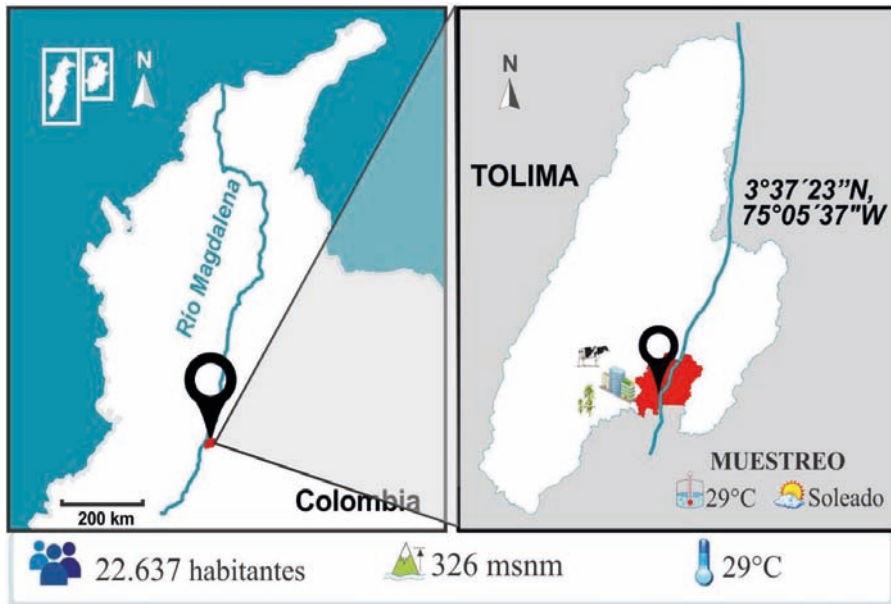 N
Río Magdalena
Colombia
200 km
N
TOLIMA
3°37´23”N,
75°05´37"W
MUESTREO
29°C
Soleado
22.637 habitantes
326 msnm
29°C